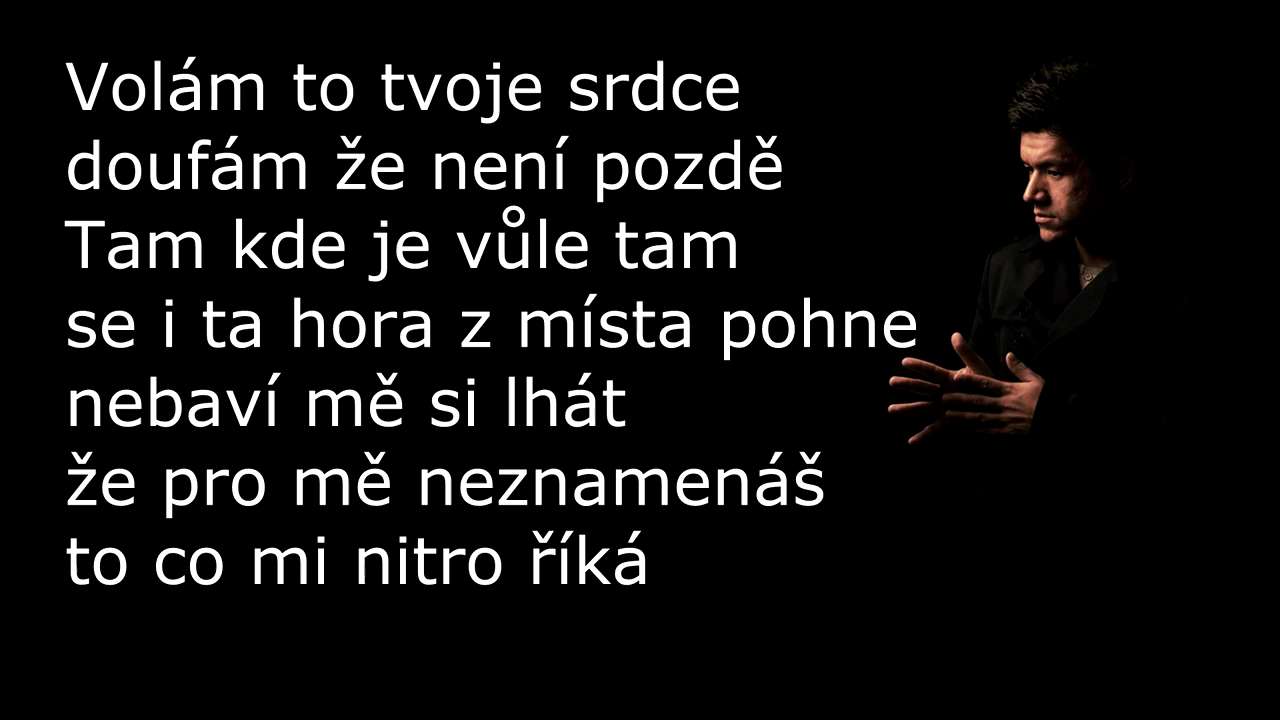 Volám to tvoje srdce
doufám že není pozdě
Tam kde je vůle tam
se i ta hora z místa pohne
nebaví mě si lhát
že pro mě neznamenáš
to co mi nitro říká